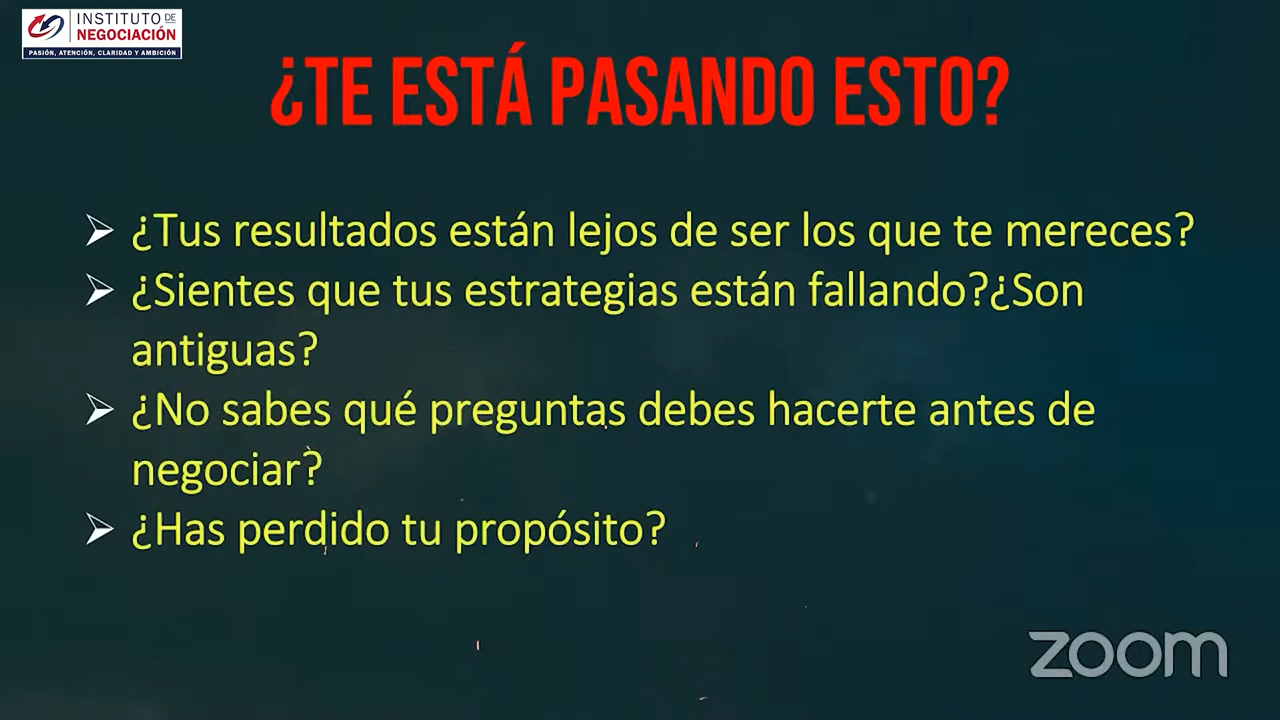 INSTITUTO DE
NEGOCIACIÓN
PASIÓN, ATENCIÓN, CLARIDAD Y AMBICIÓN
¿TE ESTÁ PASANDO ESTO?
¿Tus resultados están lejos de ser los que te mereces?
¿Sientes que tus estrategias están fallando?¿Son
antiguas?
¿No sabes qué preguntas debes hacerte antes de
negociar?
¿Has perdido tu propósito?
zoom